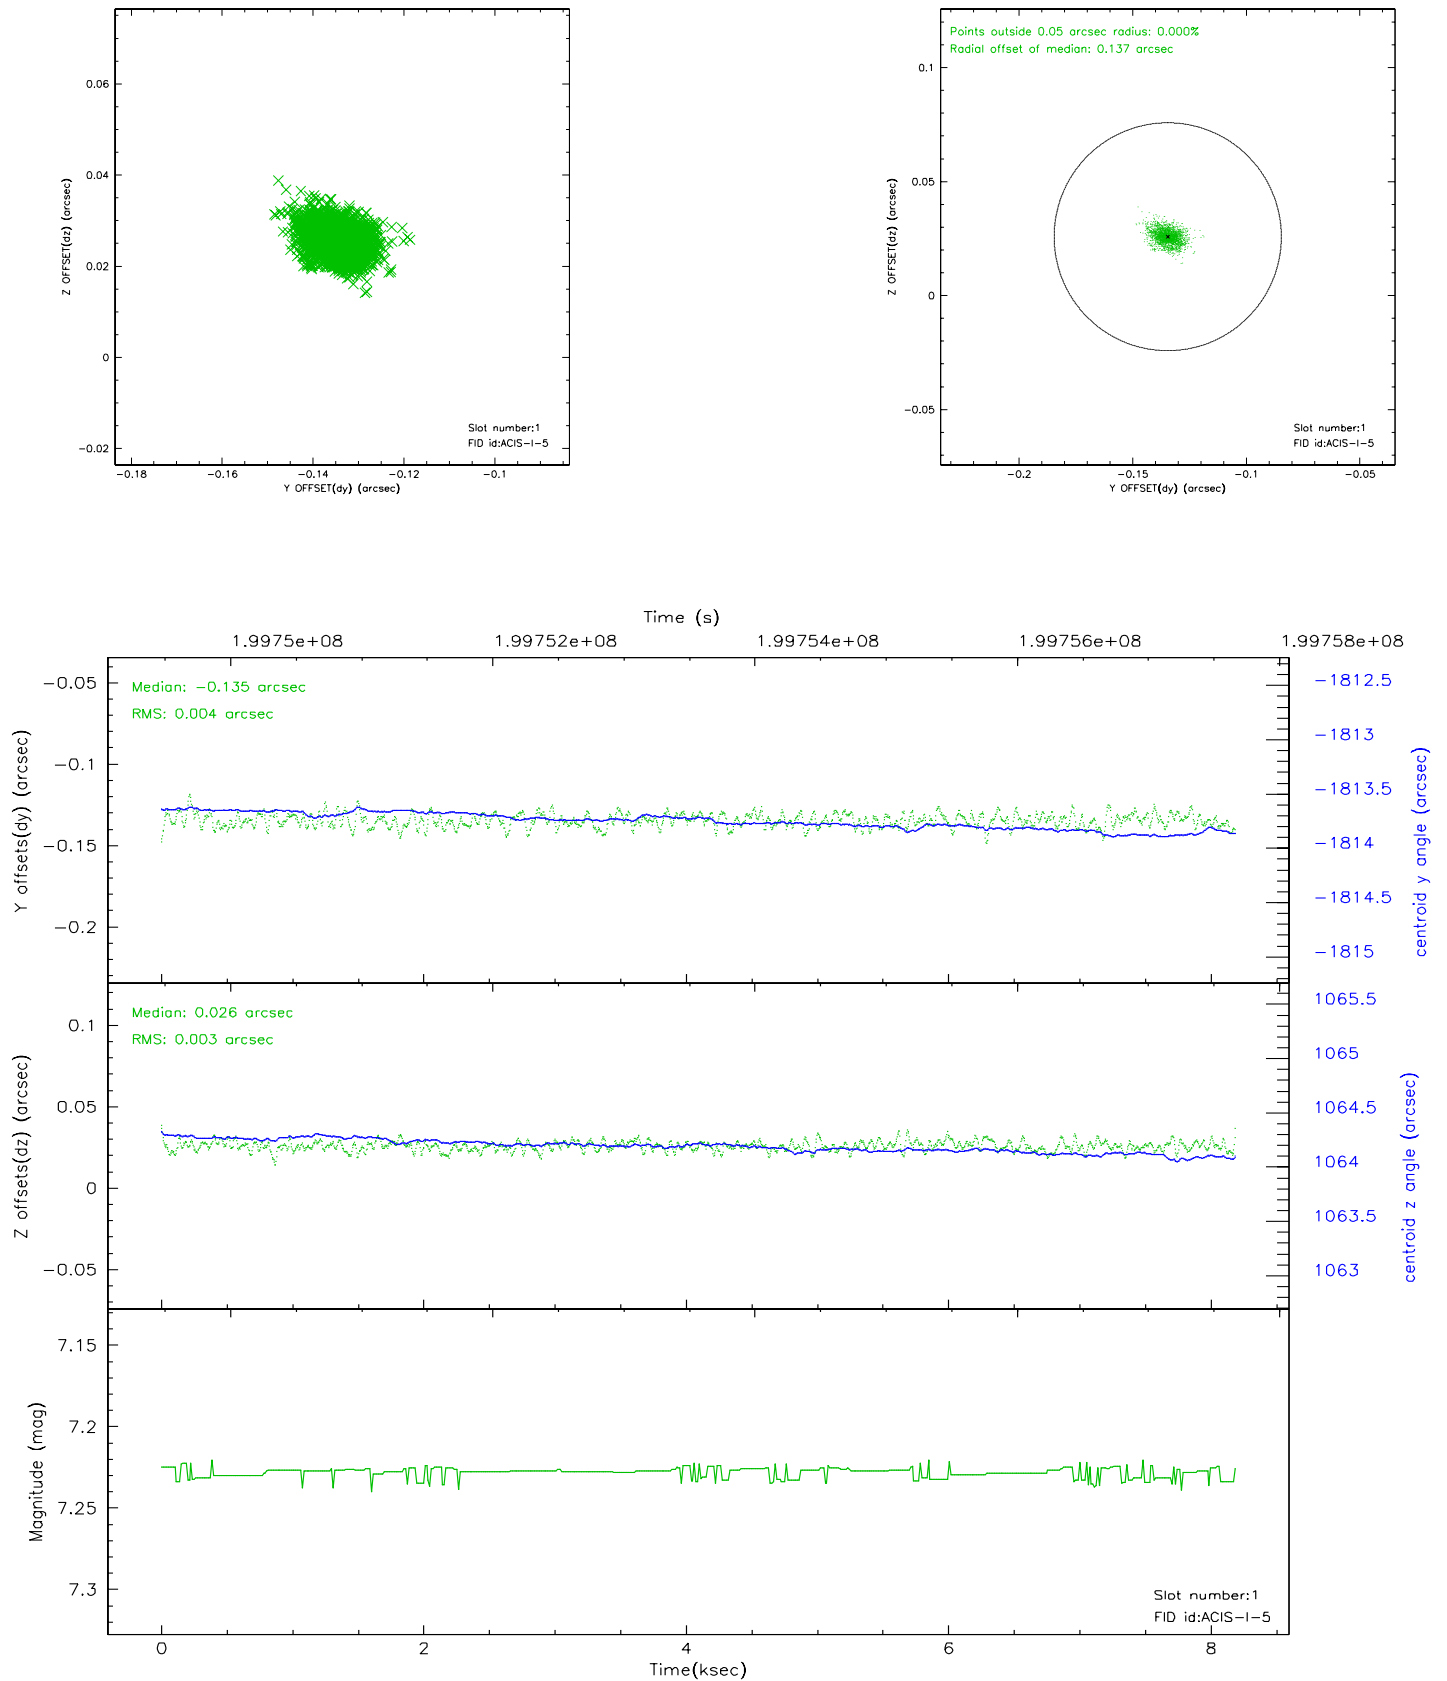 0.06
0.04
0.02
0
−0.02
Z OFFSET(dz) (arcsec)
Slot number:1
FID id:ACIS−I−5
−0.18 −0.16 −0.14 −0.12 −0.1
Y OFFSET(dy) (arcsec)
Points outside 0.05 arcsec radius: 0.000%
Radial offset of median: 0.137 arcsec
0.1
0.05
0
−0.05
Z OFFSET(dz) (arcsec)
Slot number:1
FID id:ACIS−I−5
−0.2 −0.15 −0.1 −0.05
Y OFFSET(dy) (arcsec)
Time (s)
1.9975e+08 1.99752e+08 1.99754e+08 1.99756e+08 1.99758e+08
Median: −0.135 arcsec
RMS: 0.004 arcsec
−0.05
−0.1
−0.15
−0.2
Y offsets(dy) (arcsec)
−1812.5
−1813
−1813.5
−1814
−1814.5
−1815
centroid y angle (arcsec)
Median: 0.026 arcsec
RMS: 0.003 arcsec
0.1
0.05
0
−0.05
Z offsets(dz) (arcsec)
1065.5
1065
1064.5
1064
1063.5
1063
centroid z angle (arcsec)
7.15
7.2
7.25
7.3
Magnitude (mag)
Slot number:1
FID id:ACIS−I−5
0 2 4 6 8
Time(ksec)